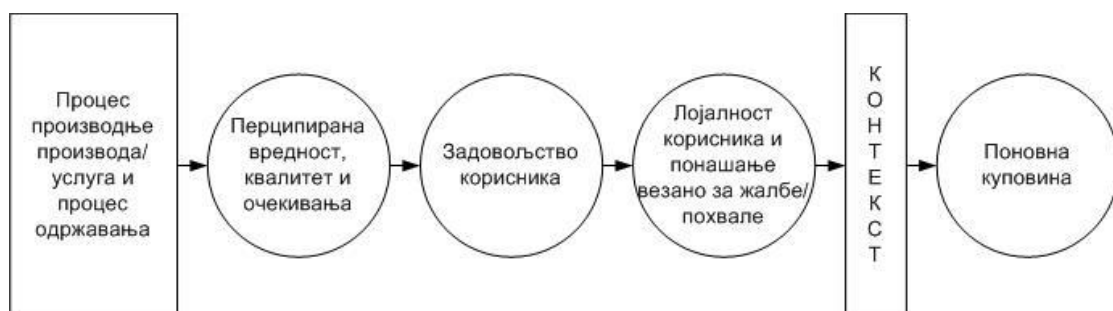 Процес
производње
производа/
услуга и
процес
одржавања
Перципирана
вредност,
квалитет и
очекивања
Задовољство
корисника
Лојалност
корисника и
понашање
везано за жалбе/
похвале
К
О
Н
Т
Е
К
С
Т
Поновна
куповина